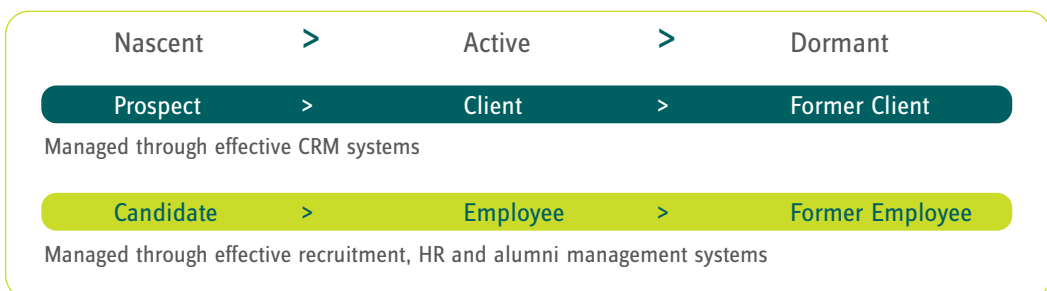 Nascent > Active > Dormant
Prospect > Client > Former Client
Managed through effective CRM systems
Candidate > Employee > Former Employee
Managed through effective recruitment, HR and alumni management systems